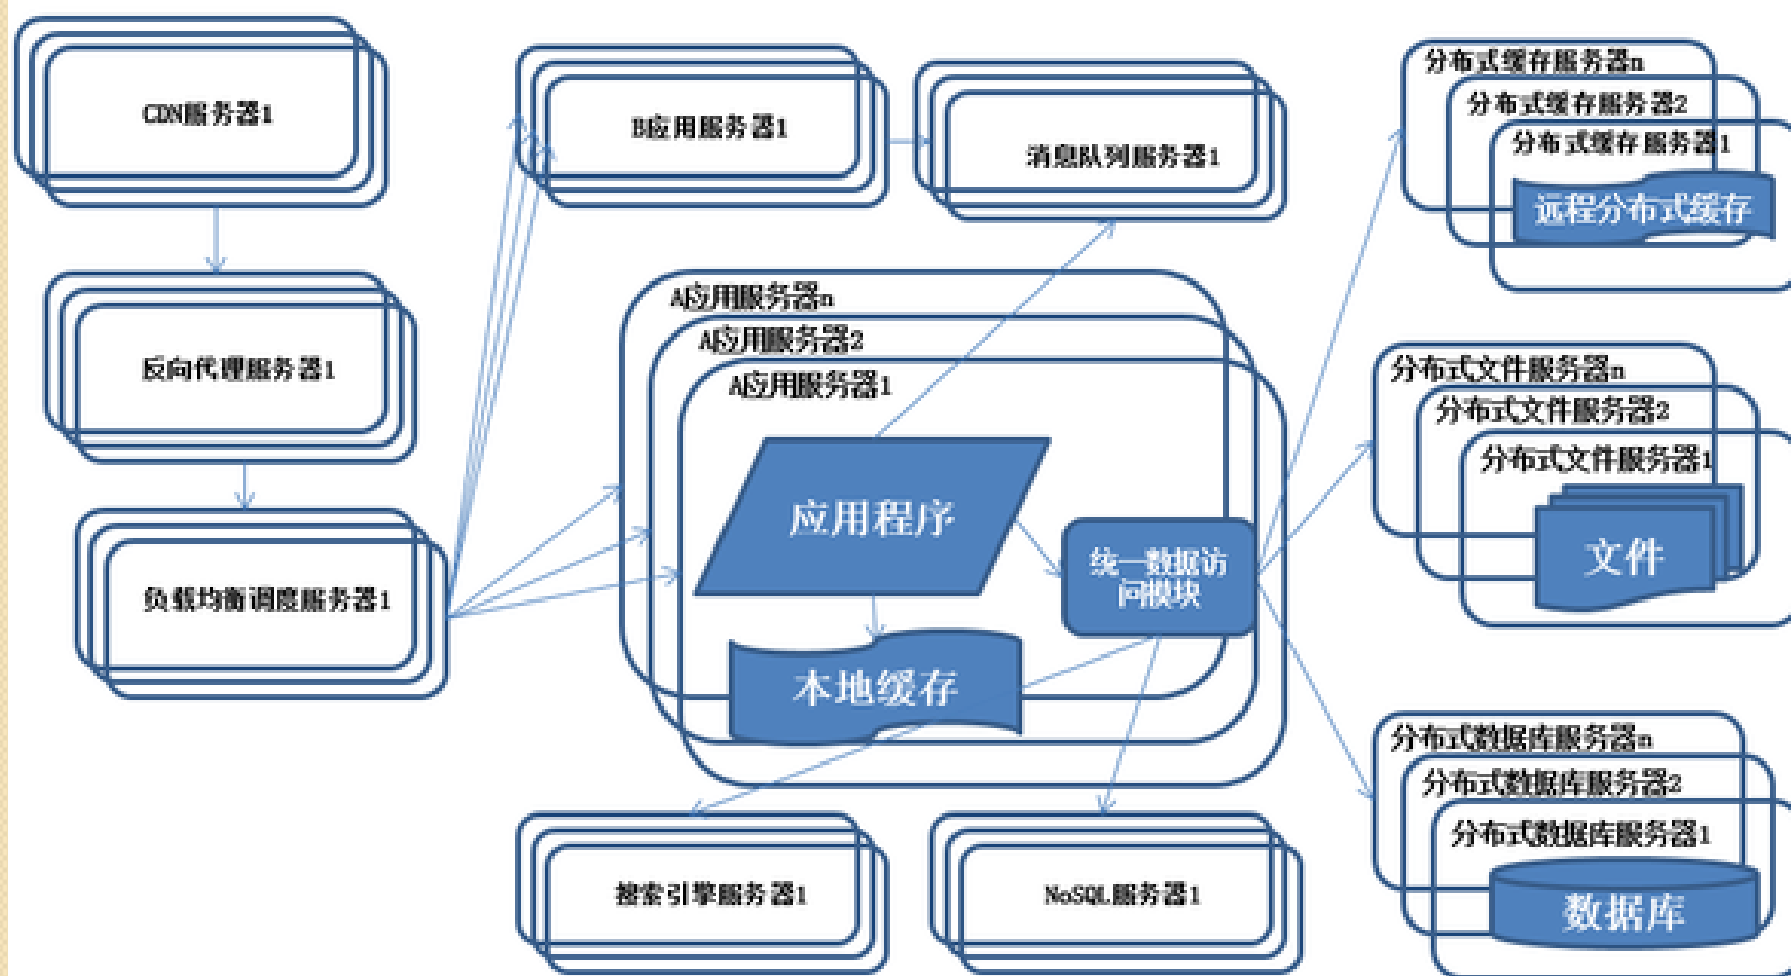 CDN服务器1
反向代理服务器1
负载均衡调度服务器1
B应用服务器1
消息队列服务器1
A应用服务器n
A应用服务器2
A应用服务器1
应用程序
统一数据访
问模块
本地缓存
搜索引擎服务器1
NoSQL服务器1
分布式缓存服务器n
分布式缓存服务器2
分布式缓存服务器1
远程分布式缓存
分布式文件服务器n
分布式文件服务器2
分布式文件服务器1
文件
分布式数据库服务器n
分布式数据库服务器2
分布式数据库服务器1
数据库